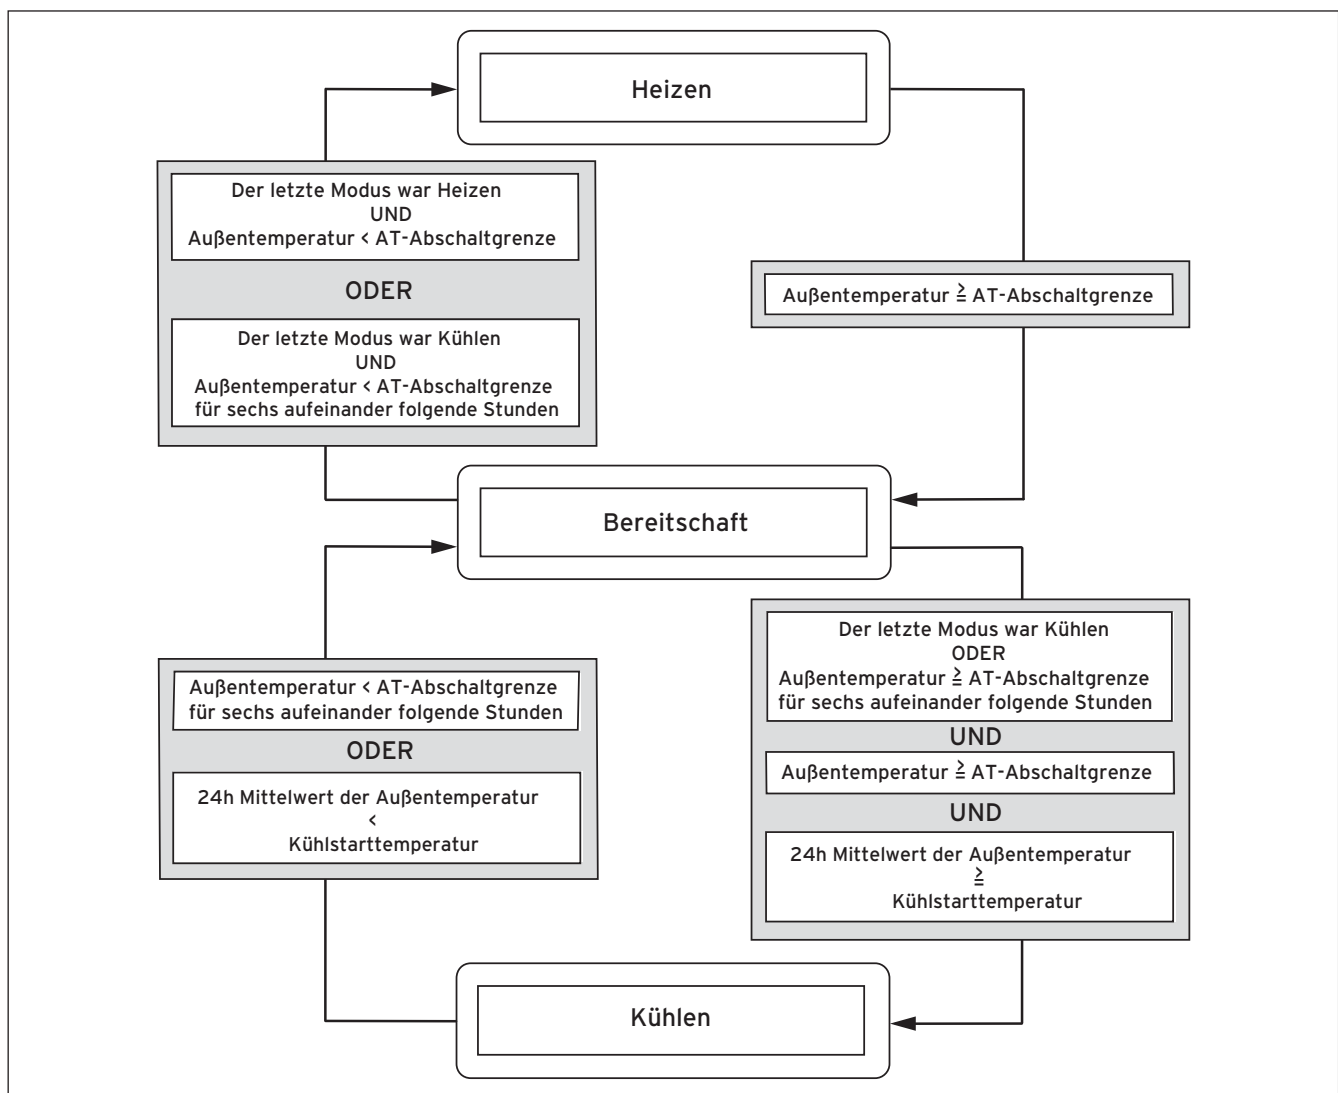 Heizen
Der letzte Modus war Heizen
UND
Außentemperatur < AT-Abschaltgrenze
ODER
Der letzte Modus war Kühlen
UND
Außentemperatur < AT-Abschaltgrenze
für sechs aufeinander folgende Stunden
Außentemperatur ≧ AT-Abschaltgrenze
Bereitschaft
Außentemperatur < AT-Abschaltgrenze
für sechs aufeinander folgende Stunden
ODER
24h Mittelwert der Außentemperatur
<
Kühlstarttemperatur
Der letzte Modus war Kühlen
ODER
Außentemperatur ≧ AT-Abschaltgrenze
für sechs aufeinander folgende Stunden
UND
Außentemperatur ≧ AT-Abschaltgrenze
UND
24h Mittelwert der Außentemperatur
≧
Kühlstarttemperatur
Kühlen